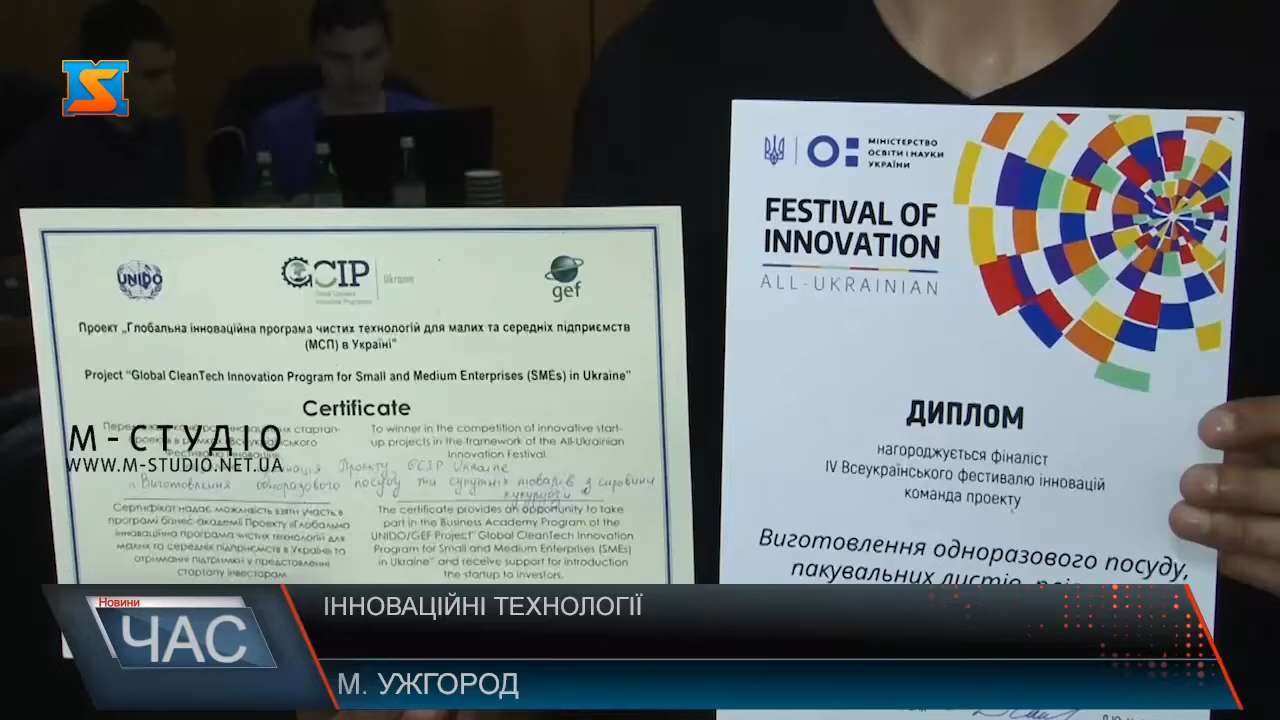 MS
МІНІСТЕРСТВО
ОСВІТИ І НАУКИ
УКРАЇНИ
FESTIVAL OF
INNOVATION
ALL-UKRAINIAN
ДИПЛОМ
нагороджується фіналіст
IV Всеукраїнського фестивалю інновацій
команда проекту
Виготовлення одноразового посуду,
пакувальних листів,
UNIDO
GCIP Ukraine
gef
Проект „Глобальна інноваційна програма чистих технологій для малих та середніх підприємств
(МСП) в Україні"
Project "Global CleanTech Innovation Program for Small and Medium Enterprises (SMEs) in Ukraine"
Certificate
To winner in the competition of innovative start-
up projects in the framework of the All-Ukrainian
Innovation Festival
Проекту GCIP Ukraine
Виготовлення одноразового посуду та супутніх товарів з сировини
кукурудзи
Сертифікат надає можливість взяти участь в
програмі бізнес-академії Проекту «Глобальна
інноваційна програма чистих технологій для
малих та середніх підприємств в Україні» та
отриманні підтримки у представленні
стартапу інвесторам
The certificate provides an opportunity to take
part in the Business Academy Program of the
UNIDO/GEF Project" Global CleanTech Innovation
Program for Small and Medium Enterprises (SMEs)
in Ukraine" and receive support for introduction
the startup to investors.
М-СТУДІО
WWW.M-STUDIO.NET.UA
Новини
ЧАС
ІННОВАЦІЙНІ ТЕХНОЛОГІЇ
М. УЖГОРОД